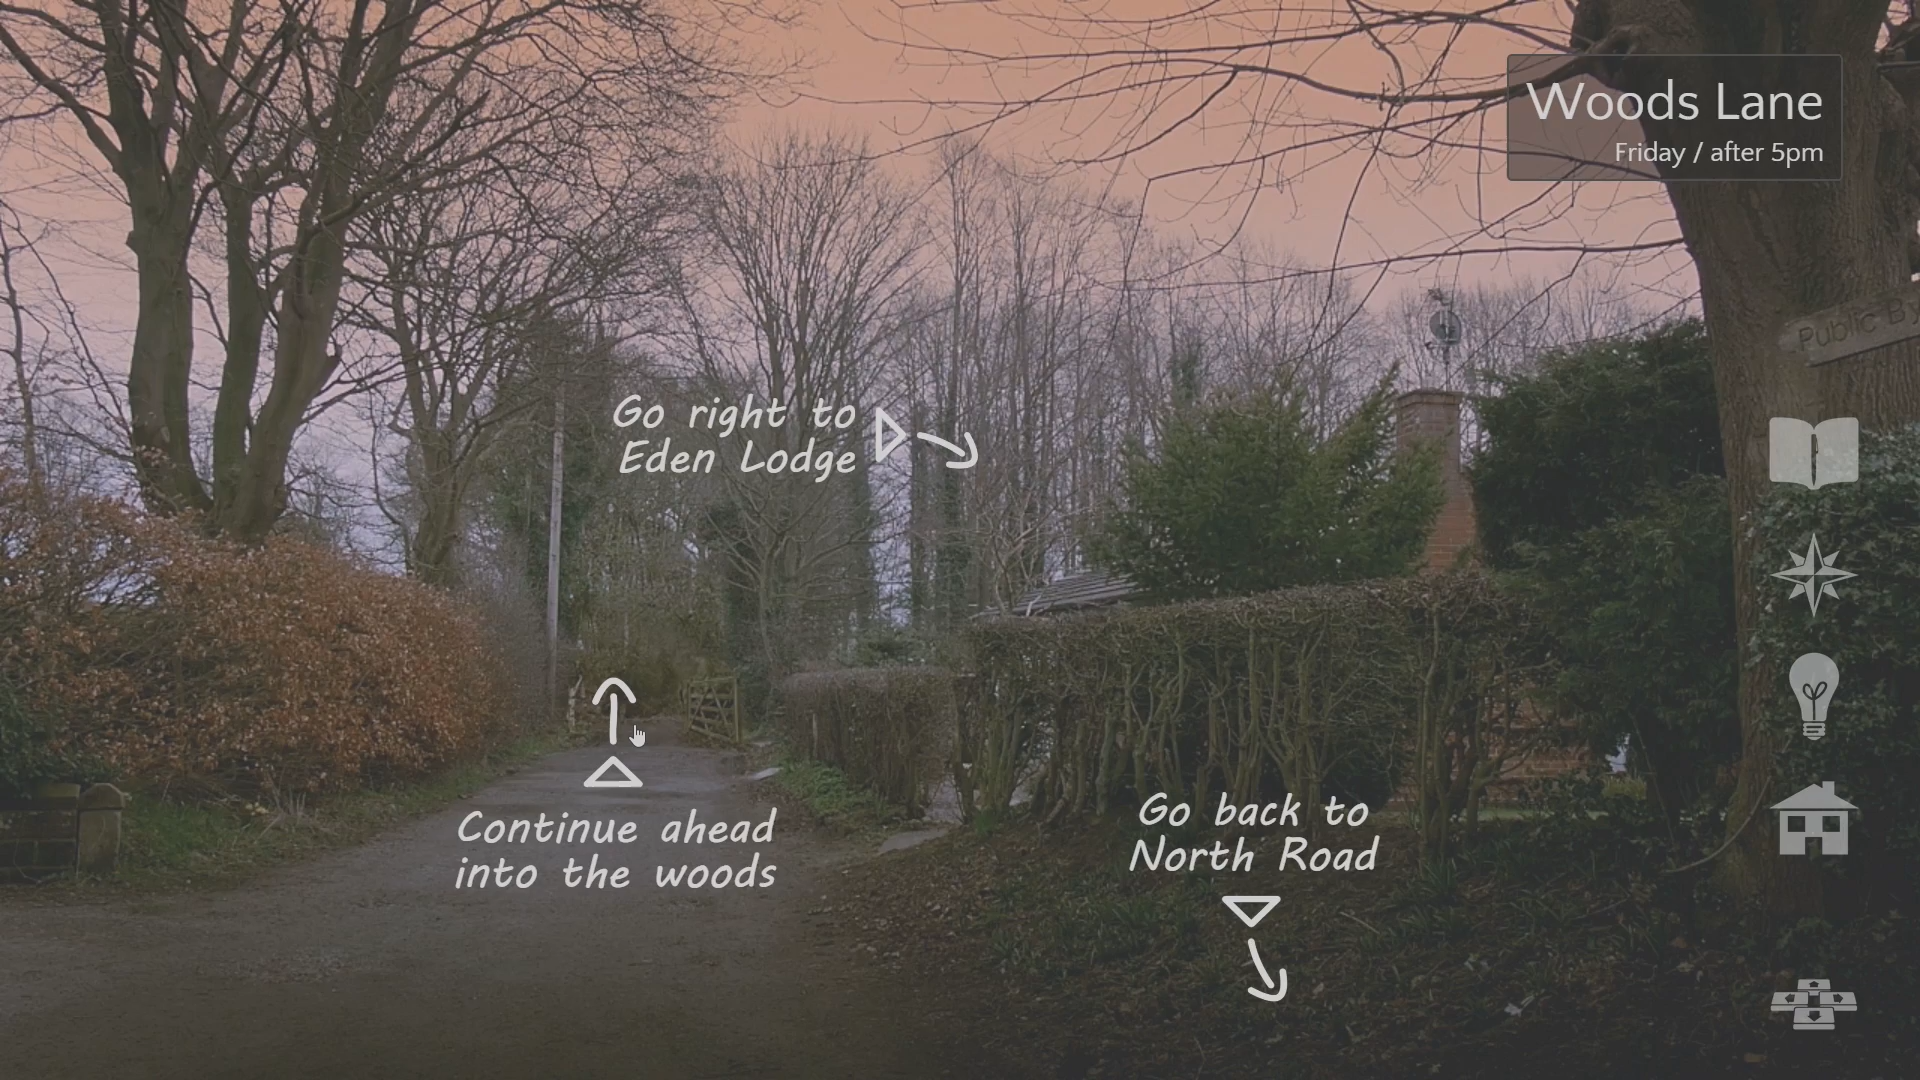 Woods Lane
Friday / after 5pm
Public
Go right to
Eden Lodge
Continue ahead
into the woods
Go back to
North Road